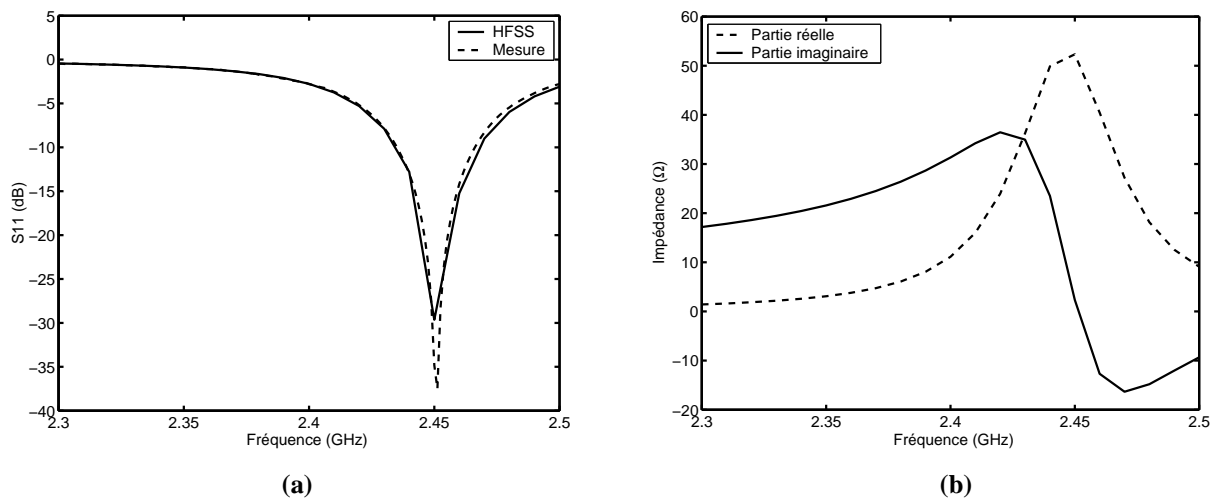 5
0
−5
−10
−15
−20
−25
−30
−35
−40
S11 (dB)
HFSS
Mesure
2.3
2.35
2.4
2.45
2.5
Fréquence (GHz)
(a)
60
50
40
30
20
10
0
−10
−20
Impédance (Ω)
Partie réelle
Partie imaginaire
2.3
2.35
2.4
2.45
2.5
Fréquence (GHz)
(b)